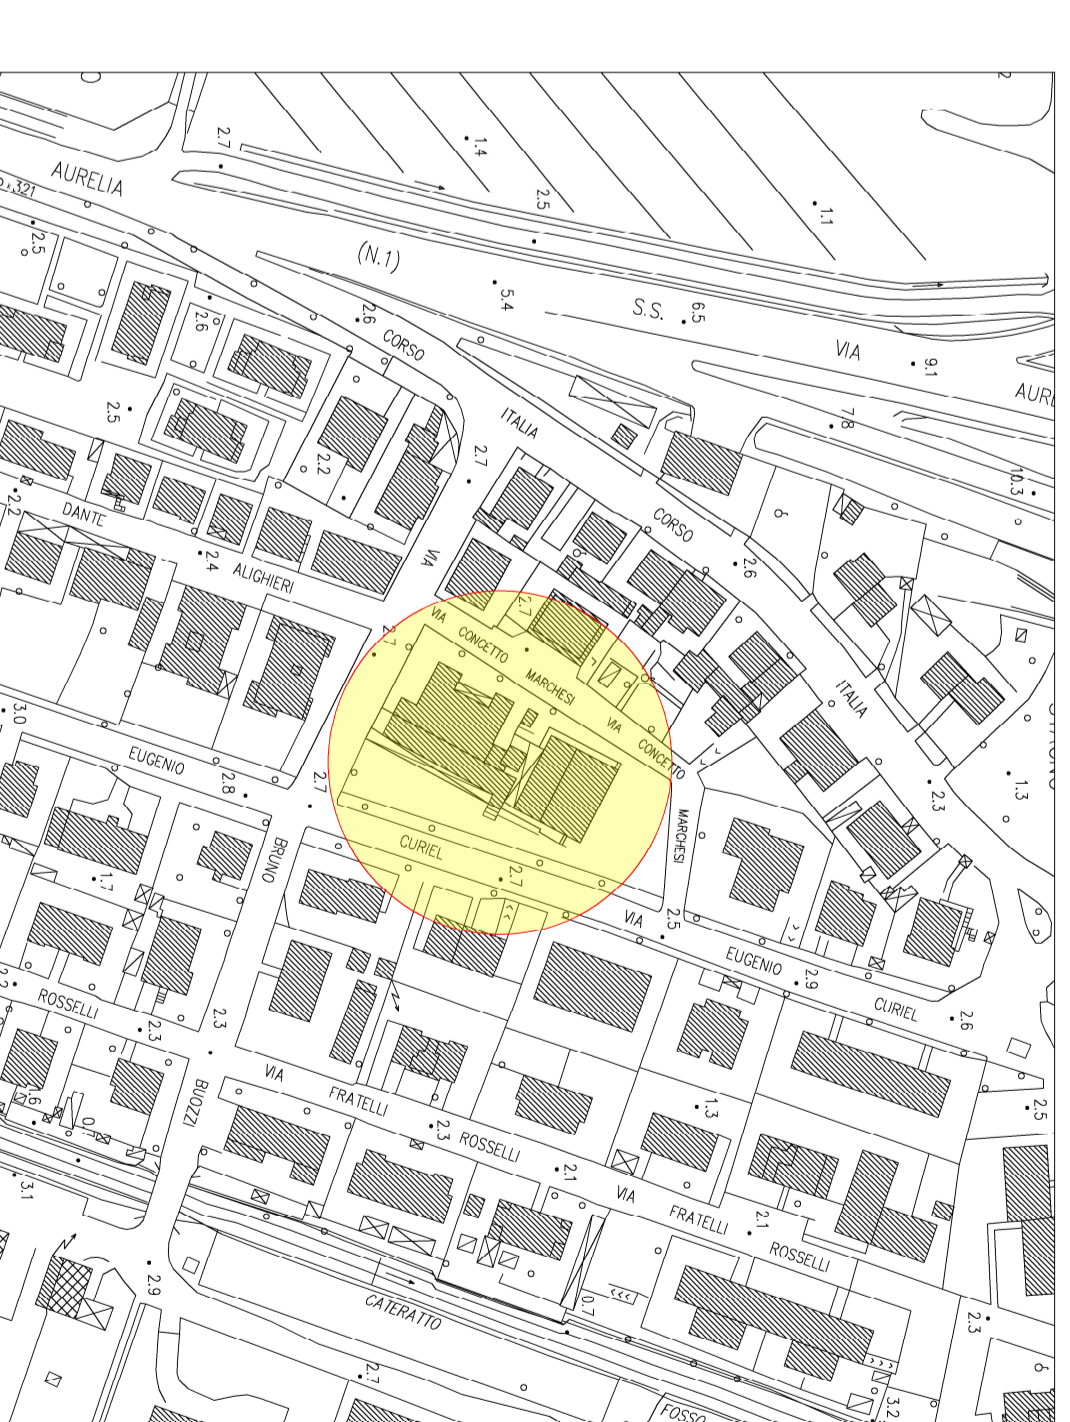 2.7
1.4
AURELIA
321
2.5
1.1
2.5
(N.1)
5.4
S.S.
6.5
2.6
2.6
CORSO
VIA
9.1
AURE
2.5
7.8
ITALIA
2.7
2.2
10.3
2.2
DANTE
CORSO
2.4
ALIGHIERI
VIA
2.6
2.7
VIA
CONCETTO
MARCHESI
VIA
CONCETTO
MARCHESI
ITALIA
3.0
EUGENIO
2.8
2.7
2.3
1.3
BRUNO
CURIEL
2.7
1.7
VIA
2.5
EUGENIO
2.9
CURIEL
2.6
ROSSELLI
2.3
2.3
VIA
FRATELLI
ROSSELLI
2.3
1.3
2.5
BUOZZI
1.6
2.1
VIA
FRATELLI
ROSSELLI
2.1
3.1
2.9
CATERATTO
0.7
2.3
2.7
FOSSO
3.2